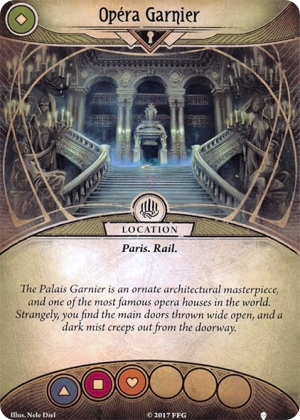 Opéra Garnier
LOCATION
Paris. Rail.
The Palais Garnier is an ornate architectural masterpiece,
and one of the most famous opera houses in the world.
Strangely, you find the main doors thrown wide open, and a
dark mist creeps out from the doorway.
Illus. Nele Diel
© 2017 FFG